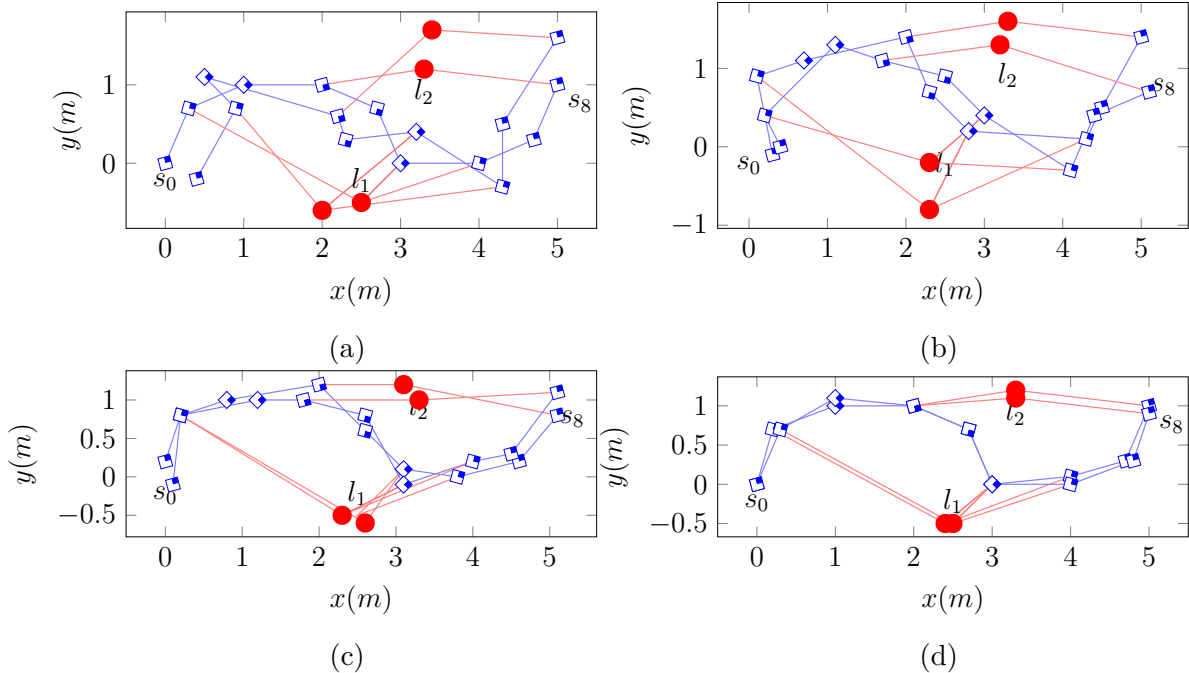 1
0
y(m)
l₂
s₈
s₀
l₁
0 1 2 3 4 5
x(m)
(a)
1
0
−1
y(m)
l₂
s₈
s₀
l₁
0 1 2 3 4 5
x(m)
(b)
1
0.5
0
−0.5
y(m)
l₂
s₈
s₀
l₁
0 1 2 3 4 5
x(m)
(c)
1
0.5
0
−0.5
y(m)
l₂
s₈
s₀
l₁
0 1 2 3 4 5
x(m)
(d)